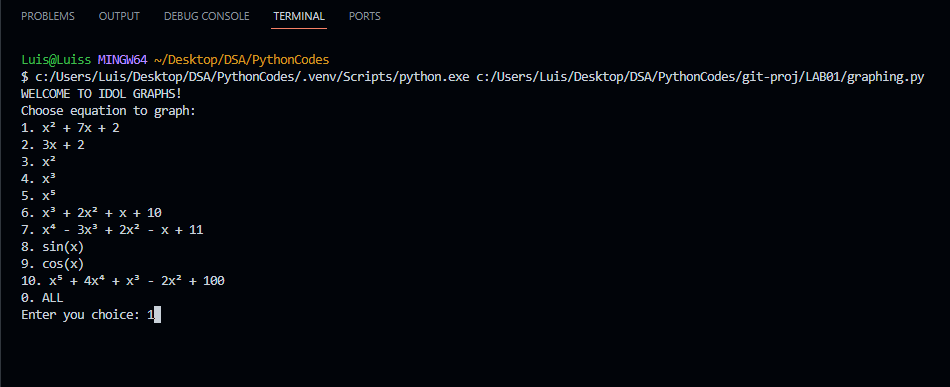 PROBLEMS OUTPUT DEBUG CONSOLE TERMINAL PORTS
Luis@Luiss MINGW64 ~/Desktop/DSA/PythonCodes
$ c:/Users/Luis/Desktop/DSA/PythonCodes/.venv/Scripts/python.exe c:/Users/Luis/Desktop/DSA/PythonCodes/git-proj/LAB01/graphing.py
WELCOME TO IDOL GRAPHS!
Choose equation to graph:
1. x² + 7x + 2
2. 3x + 2
3. x²
4. x³
5. x⁵
6. x³ + 2x² + x + 10
7. x⁴ - 3x³ + 2x² - x + 11
8. sin(x)
9. cos(x)
10. x⁵ + 4x⁴ + x³ - 2x² + 100
0. ALL
Enter you choice: 1